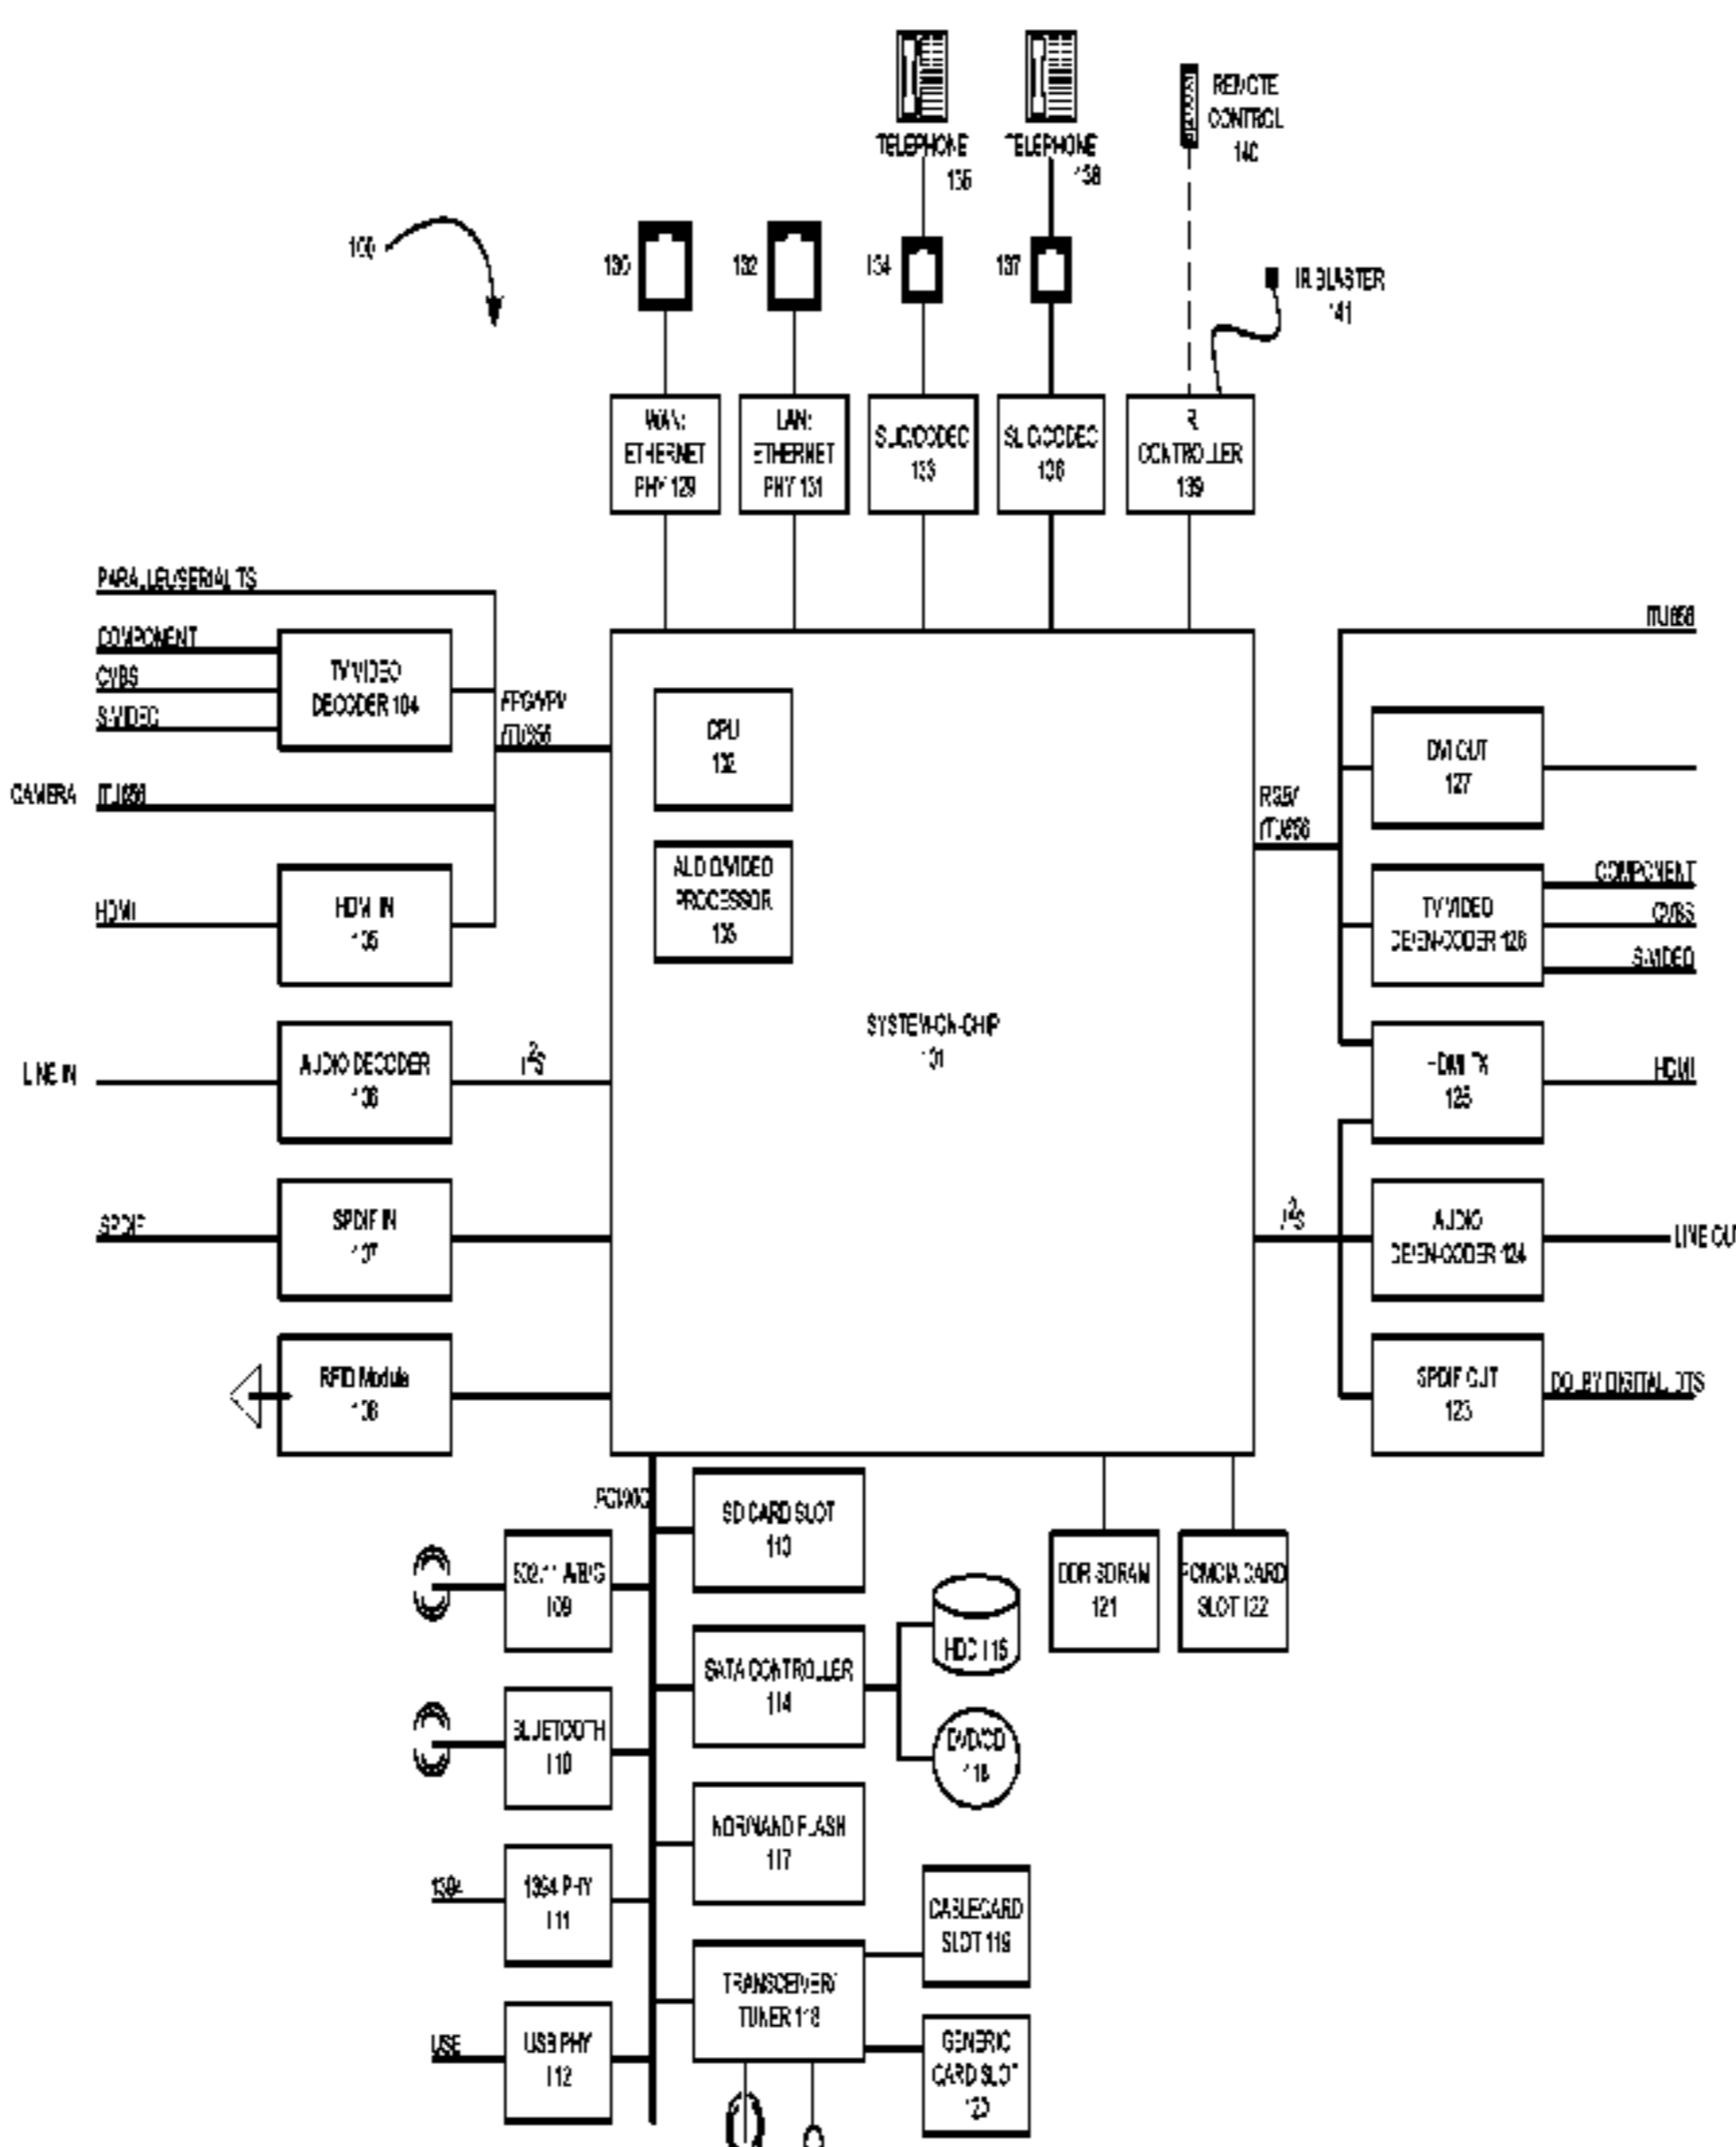 REMOTE
CONTROL
140
TELEPHONE
135
TELEPHONE
138
100
130
132
134
137
IR BLASTER
141
WAN:
ETHERNET
PHY 129
LAN:
ETHERNET
PHY 131
SLIC/CODEC
133
SLIC/CODEC
136
CONTROLLER
139
PARALLEL/SERIAL TS
COMPONENT
CVBS
S-VIDEO
TV VIDEO
DECODER 104
/ITU656
CAMERA
ITU656
HDMI
HDMI IN
105
LINE IN
AUDIO DECODER
106
I2S
SPDIF
SPDIF IN
107
RFID Module
108
CPU
102
AUDIO/VIDEO
PROCESSOR
103
SYSTEM-ON-CHIP
101
ITU656
RGB/
ITU656
DVI OUT
127
TV VIDEO
DE/EN-CODER 126
COMPONENT
CVBS
S-VIDEO
HDMI TX
125
HDMI
I2S
AUDIO
DE/EN-CODER 124
LINE OU
SPDIF OUT
123
DOLBY DIGITAL, DTS
SD CARD SLOT
113
802.11 A/B/G
109
DDR SDRAM
121
PCMCIA CARD
SLOT 122
SATA CONTROLLER
114
HDD 115
DVD/CD
116
BLUETOOTH
110
NOR/NAND FLASH
117
1394
1394 PHY
111
CABLECARD
SLOT 119
TRANSCEIVER/
TUNER 118
USB
USB PHY
112
GENERIC
CARD SLOT
120